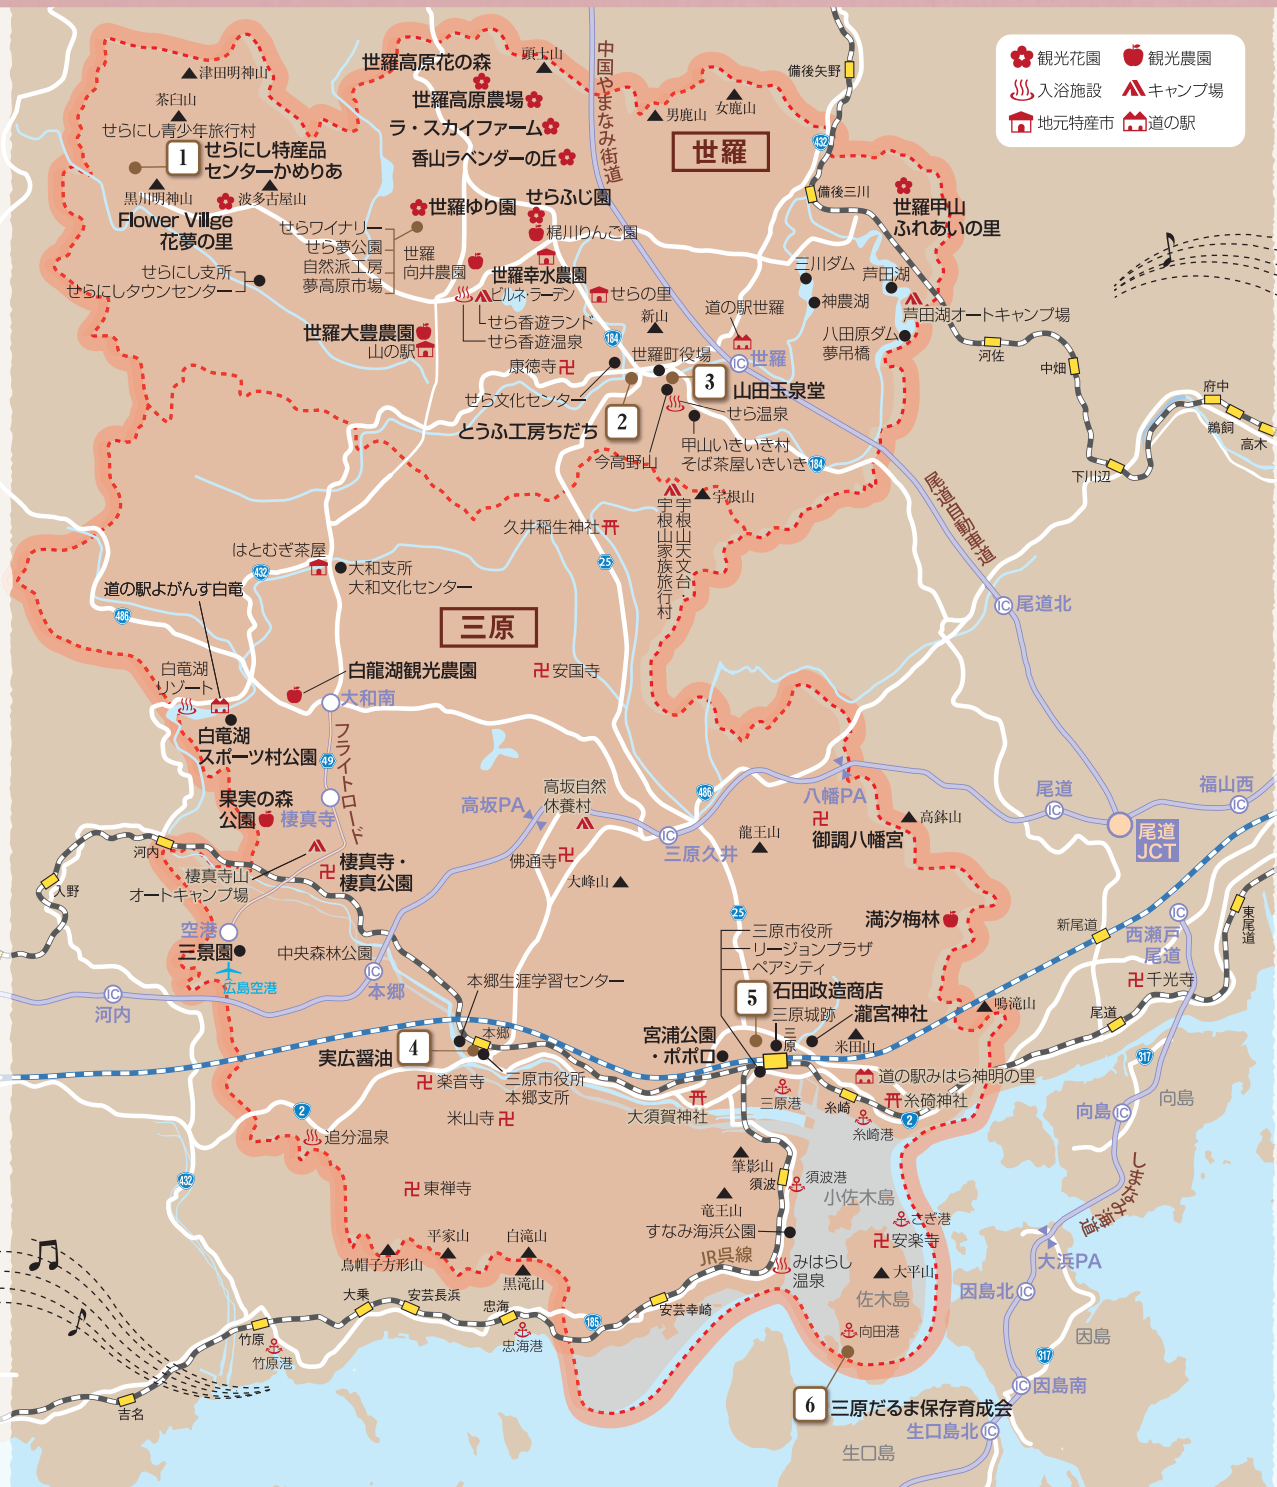 観光花園
観光農園
入浴施設
キャンプ場
地元特産市
道の駅
津田明神山
茶臼山
せらにし青少年旅行村
1
せらにし特産品
センターかめりあ
黒川明神山
波多古屋山
Flower Villge
花夢の里
せらにし支所
せらにしタウンセンター
世羅高原花の森
世羅高原農場
ラ・スカイファーム
香山ラベンダーの丘
頭士山
中国やまなみ街道
男鹿山
女鹿山
世羅
備後矢野
432
備後三川
世羅甲山
ふれあいの里
世羅ゆり園
せらふじ園
梶川りんご園
せらワイナリー
せら夢公園
自然派工房
夢高原市場
世羅
向井農園
世羅幸水農園
ビルネ・ラーデン
せらの里
せら香遊ランド
せら香遊温泉
新山
道の駅世羅
三川ダム
芦田湖
神農湖
芦田湖オートキャンプ場
八田原ダム
夢吊橋
河佐
中畑
府中
鵜飼
高木
下川辺
世羅大豊農園
山の駅
184
康徳寺
世羅町役場
IC
世羅
せら文化センター
3
山田玉泉堂
せら温泉
2
とうふ工房ちだち
今高野山
甲山いきいき村
そば茶屋いきいき
184
宇根山
宇根山天文台・
宇根山家族旅行村
尾道自動車道
久井稲生神社
25
はとむぎ茶屋
432
大和支所
大和文化センター
道の駅よがんす白竜
486
三原
IC
尾道北
白竜湖
リゾート
白龍湖観光農園
大和南
安国寺
白竜湖
スポーツ村公園
49
フライトロード
果実の森
公園
棲真寺
高坂PA
高坂自然
休養村
486
八幡PA
尾道
IC
福山西
IC
尾道
JCT
河内
入野
棲真寺山
オートキャンプ場
棲真寺・
棲真公園
佛通寺
大峰山
IC
三原久井
龍王山
御調八幡宮
高鉢山
空港
三景園
広島空港
中央森林公園
IC
本郷
IC
河内
25
満汐梅林
新尾道
IC
西瀬戸
尾道
東尾道
千光寺
三原市役所
リージョンプラザ
ペアシティ
本郷生涯学習センター
5
石田政造商店
三原城跡
瀧宮神社
鳴滝山
尾道
本郷
4
実広醤油
宮浦公園
・ポポロ
三原
米田山
317
楽音寺
三原市役所
本郷支所
道の駅みはら神明の里
三原港
糸崎
糸碕神社
2
糸崎港
大須賀神社
米山寺
2
追分温泉
向島
IC
向島
432
筆影山
須波
須波港
小佐木島
しまなみ海道
東禅寺
竜王山
すなみ海浜公園
さぎ港
安楽寺
平家山
白滝山
烏帽子方形山
黒滝山
JR呉線
みはらし
温泉
大平山
佐木島
大浜PA
因島北
IC
大乗
安芸長浜
忠海
185
安芸幸崎
向田港
因島
竹原
竹原港
忠海港
317
6
三原だるま保存育成会
IC
因島南
吉名
生口島北
IC
生口島